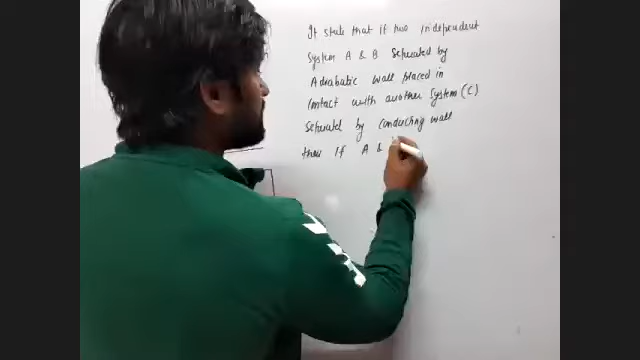 It state that if two independent
System A & B Seperated by
Adiabatic wall placed in
Contact with another System (C)
Seperated by Conducting wall
then if A &